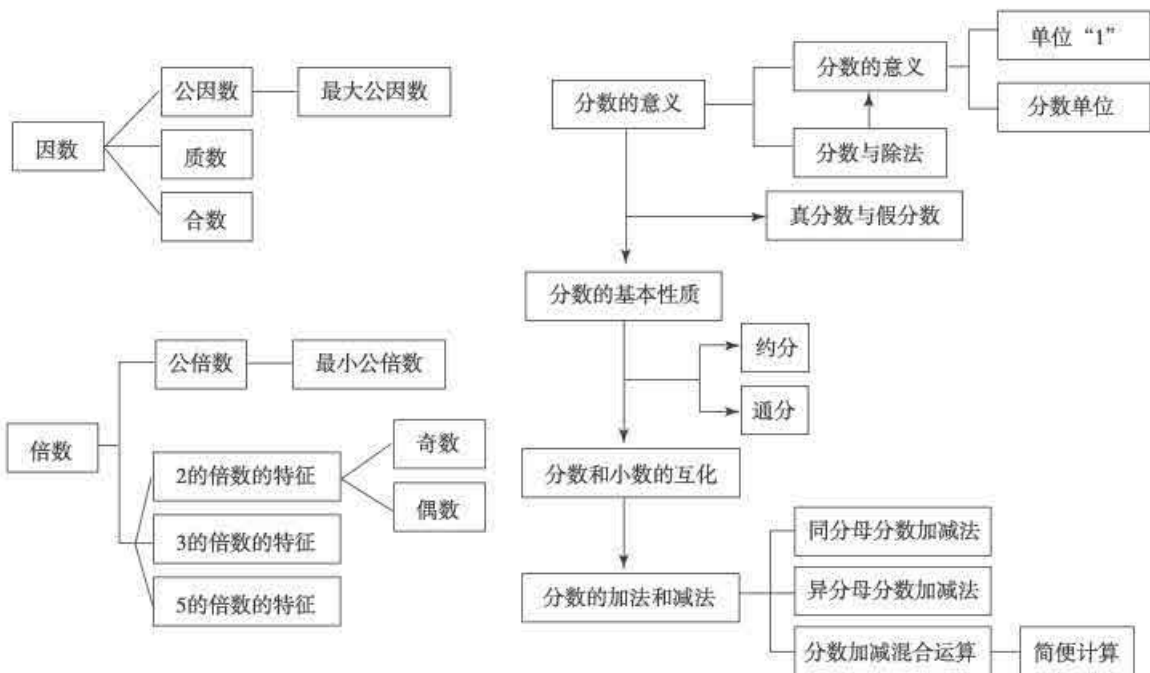 因数
公因数
最大公因数
质数
合数
倍数
公倍数
最小公倍数
2的倍数的特征
奇数
偶数
3的倍数的特征
5的倍数的特征
分数的意义
分数的意义
单位“1”
分数单位
分数与除法
真分数与假分数
分数的基本性质
约分
通分
分数和小数的互化
分数的加法和减法
同分母分数加减法
异分母分数加减法
分数加减混合运算
简便计算